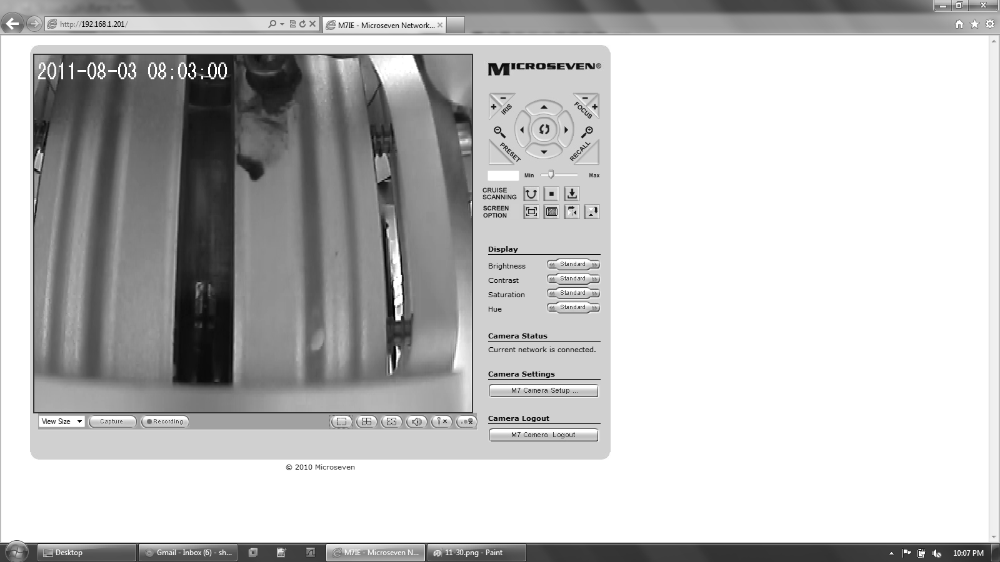 http://192.168.1.201/
M7IE - Microseven Network...
2011-08-03 08:03:00
MICROSEVEN®
IRIS
FOCUS
PRESET
RECALL
Min Max
CRUISE
SCANNING
SCREEN
OPTION
Display
Brightness Standard
Contrast Standard
Saturation Standard
Hue Standard
Camera Status
Current network is connected.
Camera Settings
M7 Camera Setup ...
Camera Logout
M7 Camera Logout
View Size Capture Recording
© 2010 Microseven
Desktop Gmail - Inbox (6) - sh... M7IE - Microseven N... 11-30.png - Paint 10:07 PM